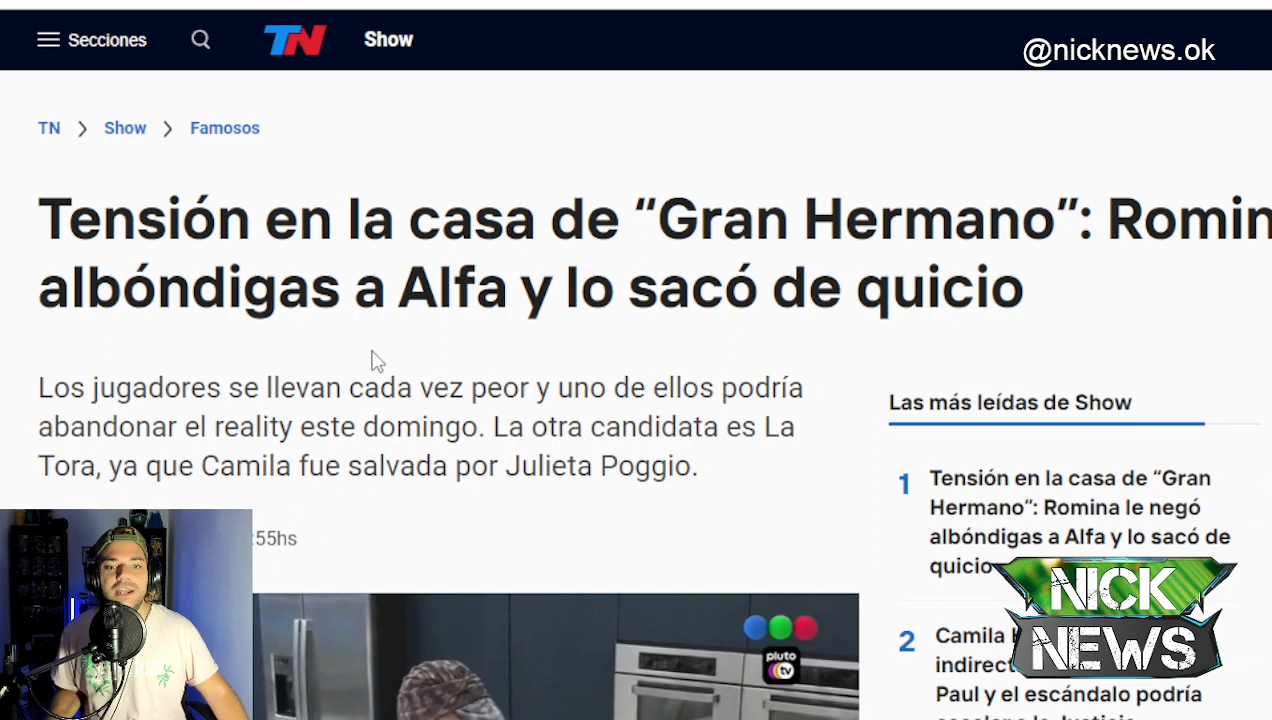 Secciones
TN
Show
@nicknews.ok
TN
Show
Famosos
Tensión en la casa de “Gran Hermano”:
albóndigas a Alfa y lo sacó de quicio
Los jugadores se llevan cada vez peor y uno de ellos podría
abandonar el reality este domingo. La otra candidata es La
Tora, ya que Camila fue salvada por Julieta Poggio.
:55hs
Las más leídas de Show
1
Tensión en la casa de “Gran
Hermano”: Romina le negó
albóndigas a Alfa y lo sacó de
quicio
2
Camila
Paul y el escándalo podría
pluto
tv
NICK
NEWS